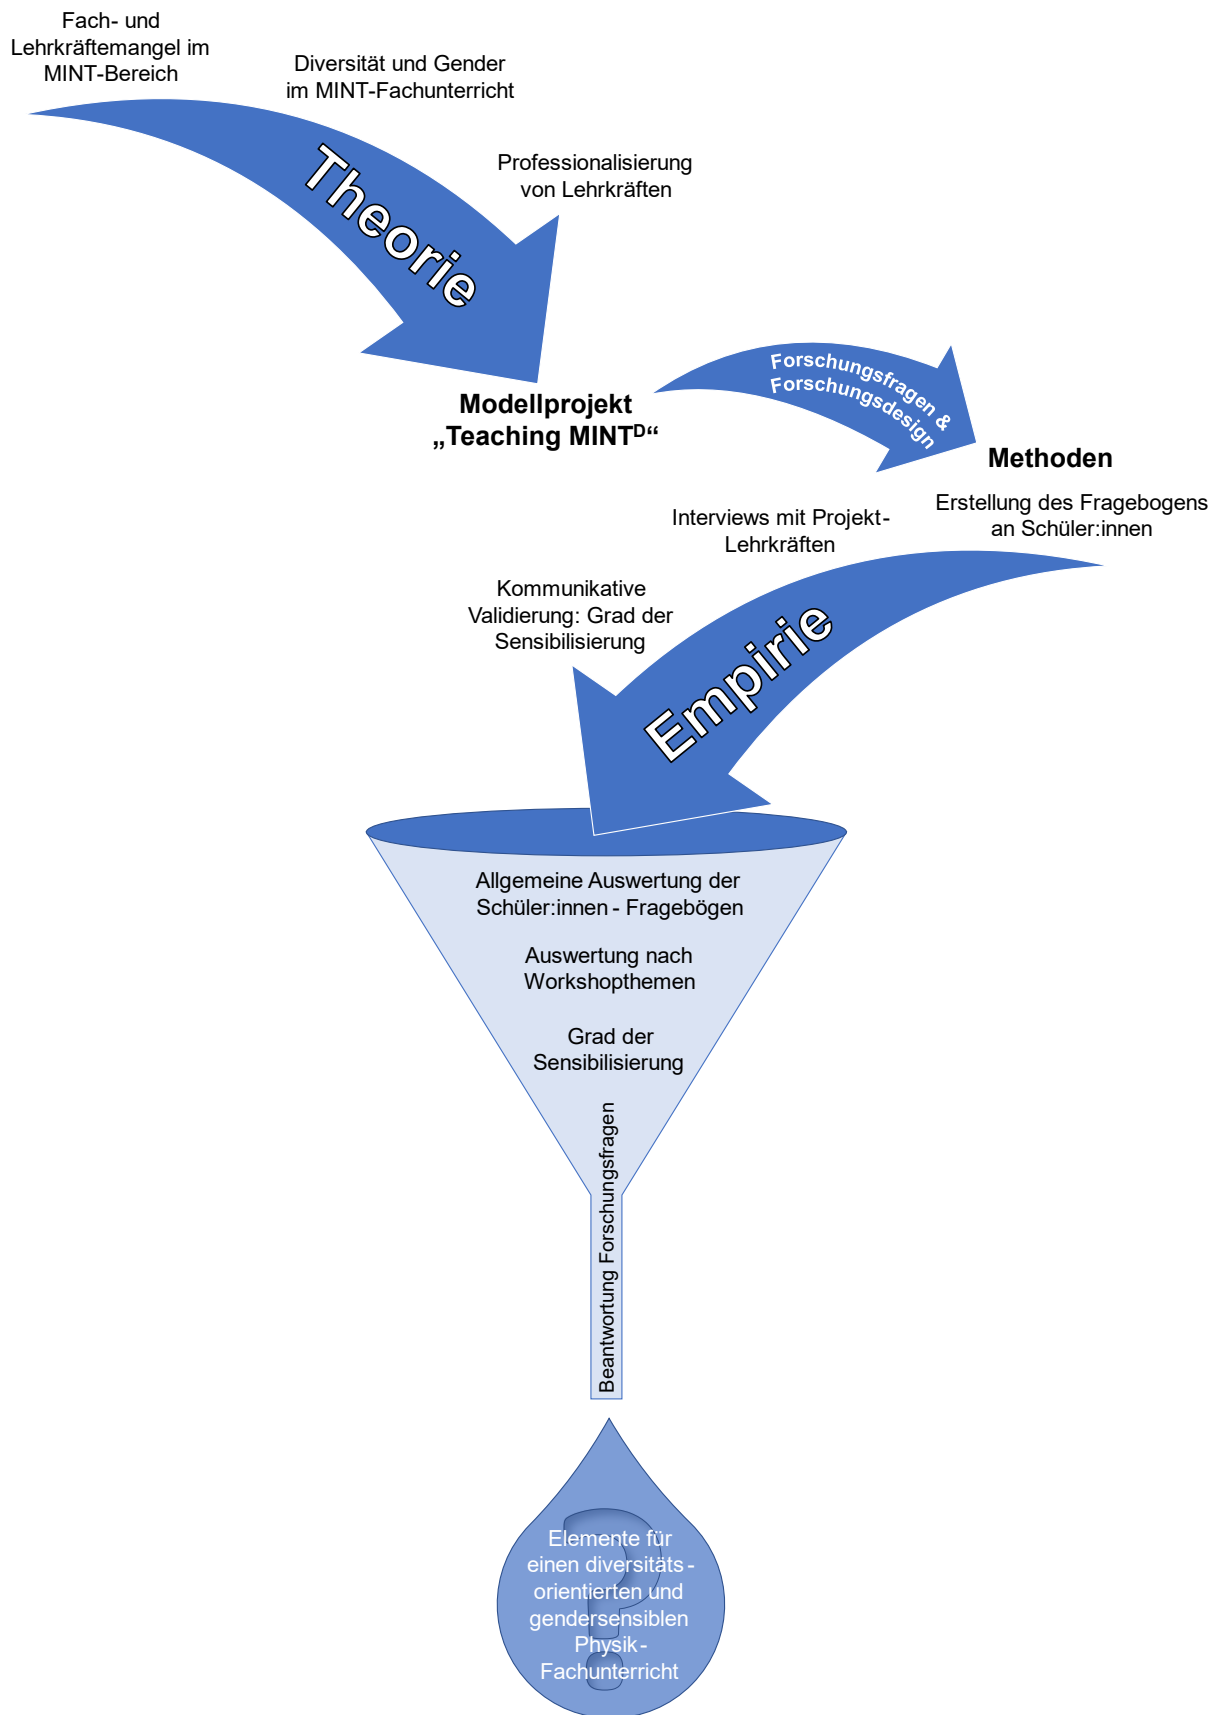 Fach- und
Lehrkräftemangel im
MINT-Bereich
Diversität und Gender
im MINT-Fachunterricht
Professionalisierung
von Lehrkräften
Theorie
Modellprojekt
„Teaching MINTᴰ“
Forschungsfragen &
Forschungsdesign
Methoden
Erstellung des Fragebogens
an Schüler:innen
Interviews mit Projekt-
Lehrkräften
Kommunikative
Validierung: Grad der
Sensibilisierung
Empirie
Allgemeine Auswertung der
Schüler:innen - Fragebögen
Auswertung nach
Workshopthemen
Grad der
Sensibilisierung
Beantwortung Forschungsfragen
?
Elemente für
einen diversitäts-
orientierten und
gendersensiblen
Physik-
Fachunterricht